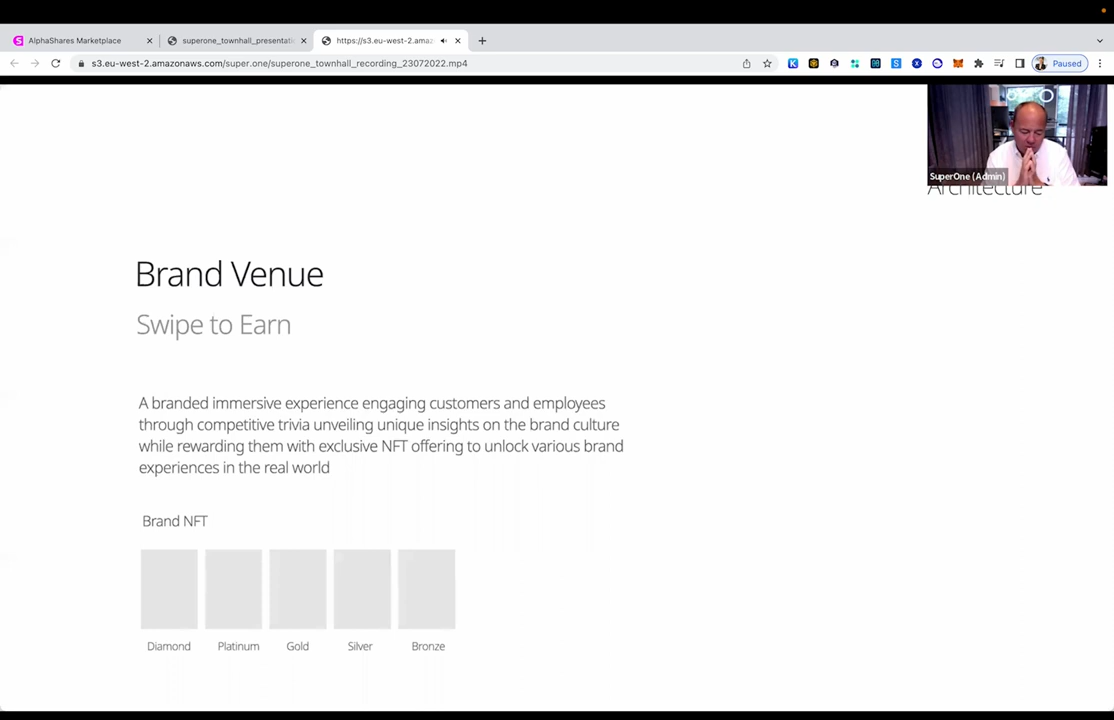 AlphaShares Marketplace
superone_townhall_presentati
https://s3.eu-west-2.amaz
s3.eu-west-2.amazonaws.com/super.one/superone_townhall_recording_23072022.mp4
Paused
SuperOne (Admin)
Architecture
Brand Venue
Swipe to Earn
A branded immersive experience engaging customers and employees
through competitive trivia unveiling unique insights on the brand culture
while rewarding them with exclusive NFT offering to unlock various brand
experiences in the real world
Brand NFT
Diamond Platinum Gold Silver Bronze